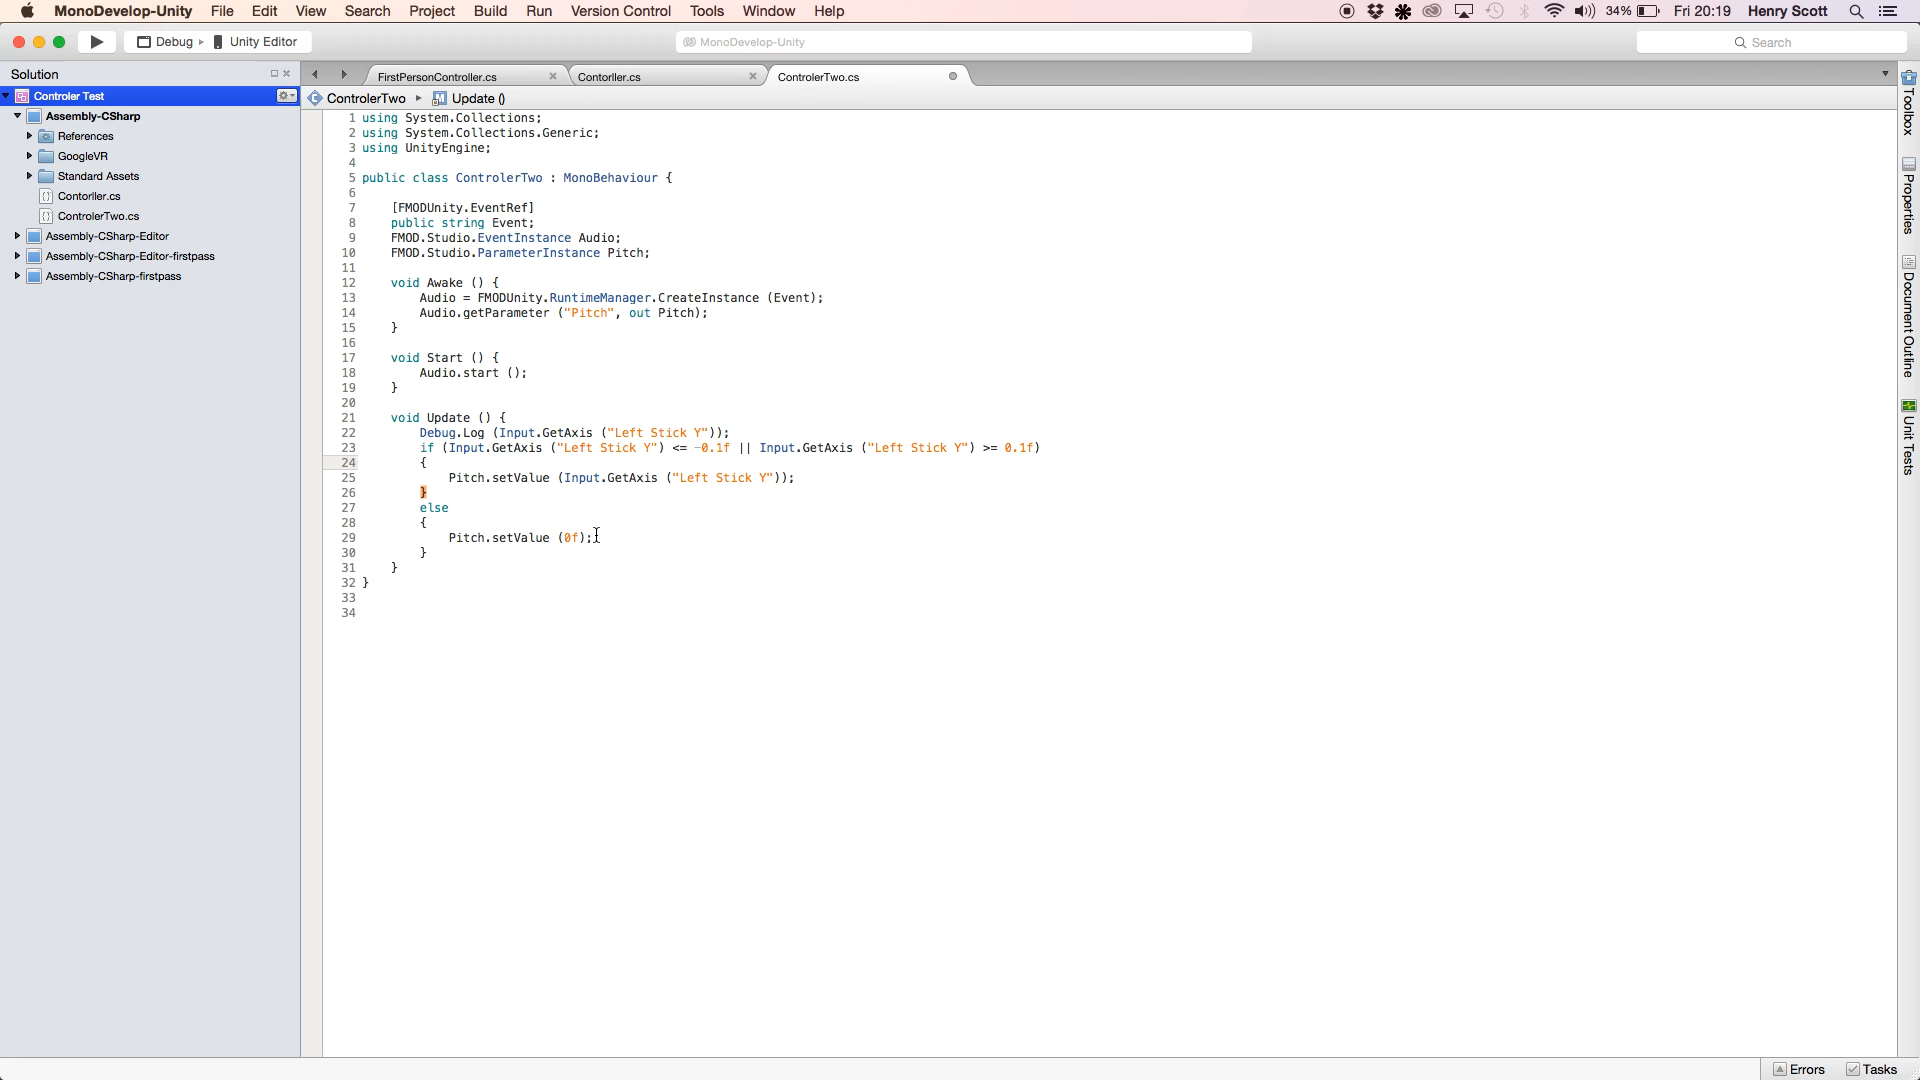 MonoDevelop-Unity File Edit View Search Project Build Run Version Control Tools Window Help 34% Fri 20:19 Henry Scott
Debug Unity Editor MonoDevelop-Unity Search
Solution
Controler Test
Assembly-CSharp
References
GoogleVR
Standard Assets
Contorller.cs
ControlerTwo.cs
Assembly-CSharp-Editor
Assembly-CSharp-Editor-firstpass
Assembly-CSharp-firstpass
FirstPersonController.cs Contorller.cs ControlerTwo.cs
ControlerTwo Update ()
1 using System.Collections;
2 using System.Collections.Generic;
3 using UnityEngine;
4
5 public class ControlerTwo : MonoBehaviour {
6
7 [FMODUnity.EventRef]
8 public string Event;
9 FMOD.Studio.EventInstance Audio;
10 FMOD.Studio.ParameterInstance Pitch;
11
12 void Awake () {
13 Audio = FMODUnity.RuntimeManager.CreateInstance (Event);
14 Audio.getParameter ("Pitch", out Pitch);
15 }
16
17 void Start () {
18 Audio.start ();
19 }
20
21 void Update () {
22 Debug.Log (Input.GetAxis ("Left Stick Y"));
23 if (Input.GetAxis ("Left Stick Y") <= -0.1f || Input.GetAxis ("Left Stick Y") >= 0.1f)
24 {
25 Pitch.setValue (Input.GetAxis ("Left Stick Y"));
26 }
27 else
28 {
29 Pitch.setValue (0f);
30 }
31 }
32 }
33
34
Toolbox
Properties
Document Outline
Unit Tests
Errors Tasks